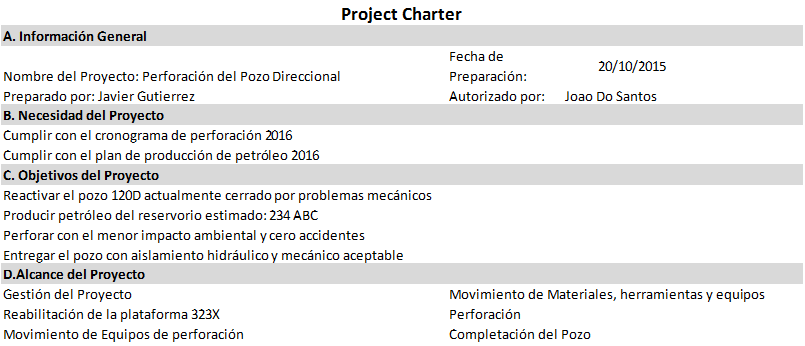 Project Charter
A. Información General
Fecha de
Preparación:
20/10/2015
Nombre del Proyecto: Perforación del Pozo Direccional
Preparado por: Javier Gutierrez
Autorizado por: Joao Do Santos
B. Necesidad del Proyecto
Cumplir con el cronograma de perforación 2016
Cumplir con el plan de producción de petróleo 2016
C. Objetivos del Proyecto
Reactivar el pozo 120D actualmente cerrado por problemas mecánicos
Producir petróleo del reservorio estimado: 234 ABC
Perforar con el menor impacto ambiental y cero accidentes
Entregar el pozo con aislamiento hidráulico y mecánico aceptable
D.Alcance del Proyecto
Gestión del Proyecto
Movimiento de Materiales, herramientas y equipos
Reabilitación de la plataforma 323X
Perforación
Movimiento de Equipos de perforación
Completación del Pozo